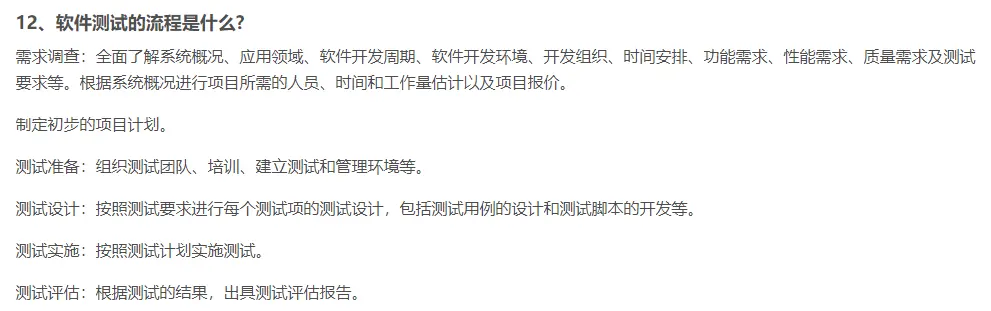 12、软件测试的流程是什么?
需求调查：全面了解系统概况、应用领域、软件开发周期、软件开发环境、开发组织、时间安排、功能需求、性能需求、质量需求及测试
要求等。根据系统概况进行项目所需的人员、时间和工作量估计以及项目报价。
制定初步的项目计划。
测试准备：组织测试团队、培训、建立测试和管理环境等。
测试设计：按照测试要求进行每个测试项的测试设计，包括测试用例的设计和测试脚本的开发等。
测试实施：按照测试计划实施测试。
测试评估：根据测试的结果，出具测试评估报告。